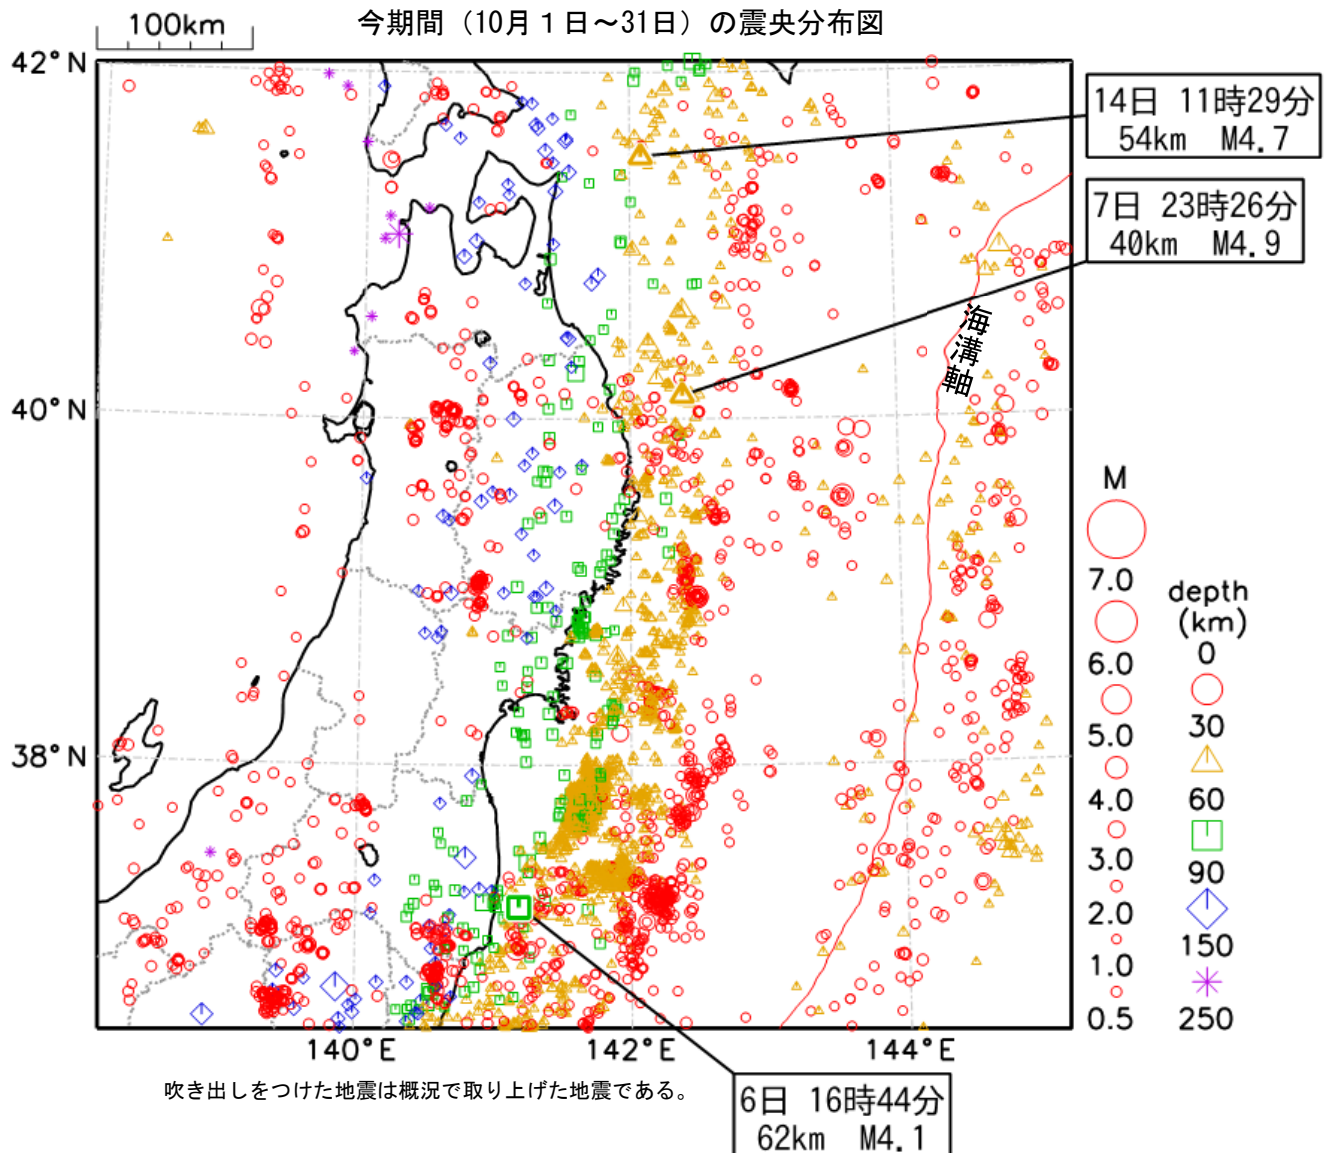 今期間（10月１日～31日）の震央分布図
100km
42°N
40°N
38°N
140°E
142°E
144°E
14日 11時29分
54km M4.7
7日 23時26分
40km M4.9
海溝軸
6日 16時44分
62km M4.1
M
7.0
6.0
5.0
4.0
3.0
2.0
1.0
0.5
depth
(km)
0
30
60
90
150
250
吹き出しをつけた地震は概況で取り上げた地震である。